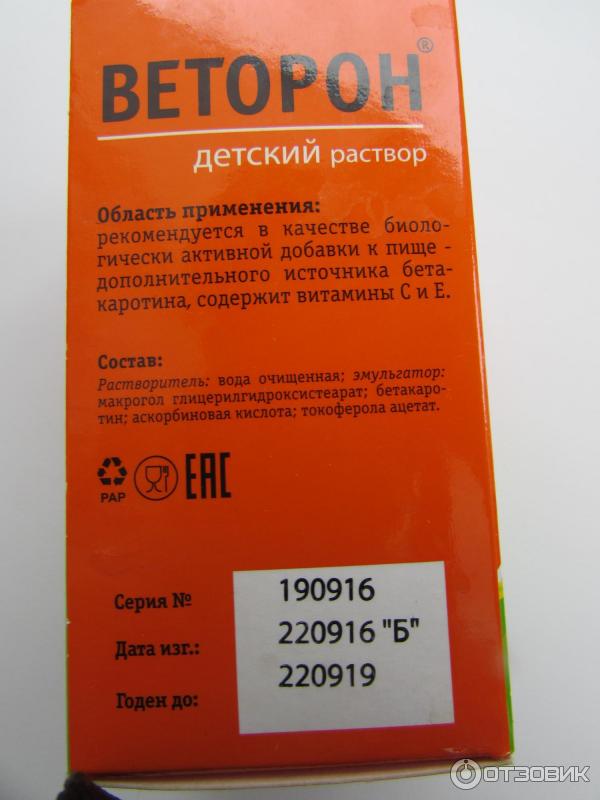 ВЕТОРОН®
детский раствор
Область применения:
рекомендуется в качестве биоло-
гически активной добавки к пище -
дополнительного источника бета-
каротина, содержит витамины С и Е.
Состав:
Растворитель: вода очищенная; эмульгатор:
макрогол глицерилгидроксистеарат; бетакаро-
тин; аскорбиновая кислота; токоферола ацетат.
PAP
ЕАС
Серия № 190916
Дата изг.: 220916 "Б"
Годен до: 220919
ОТЗОВИК